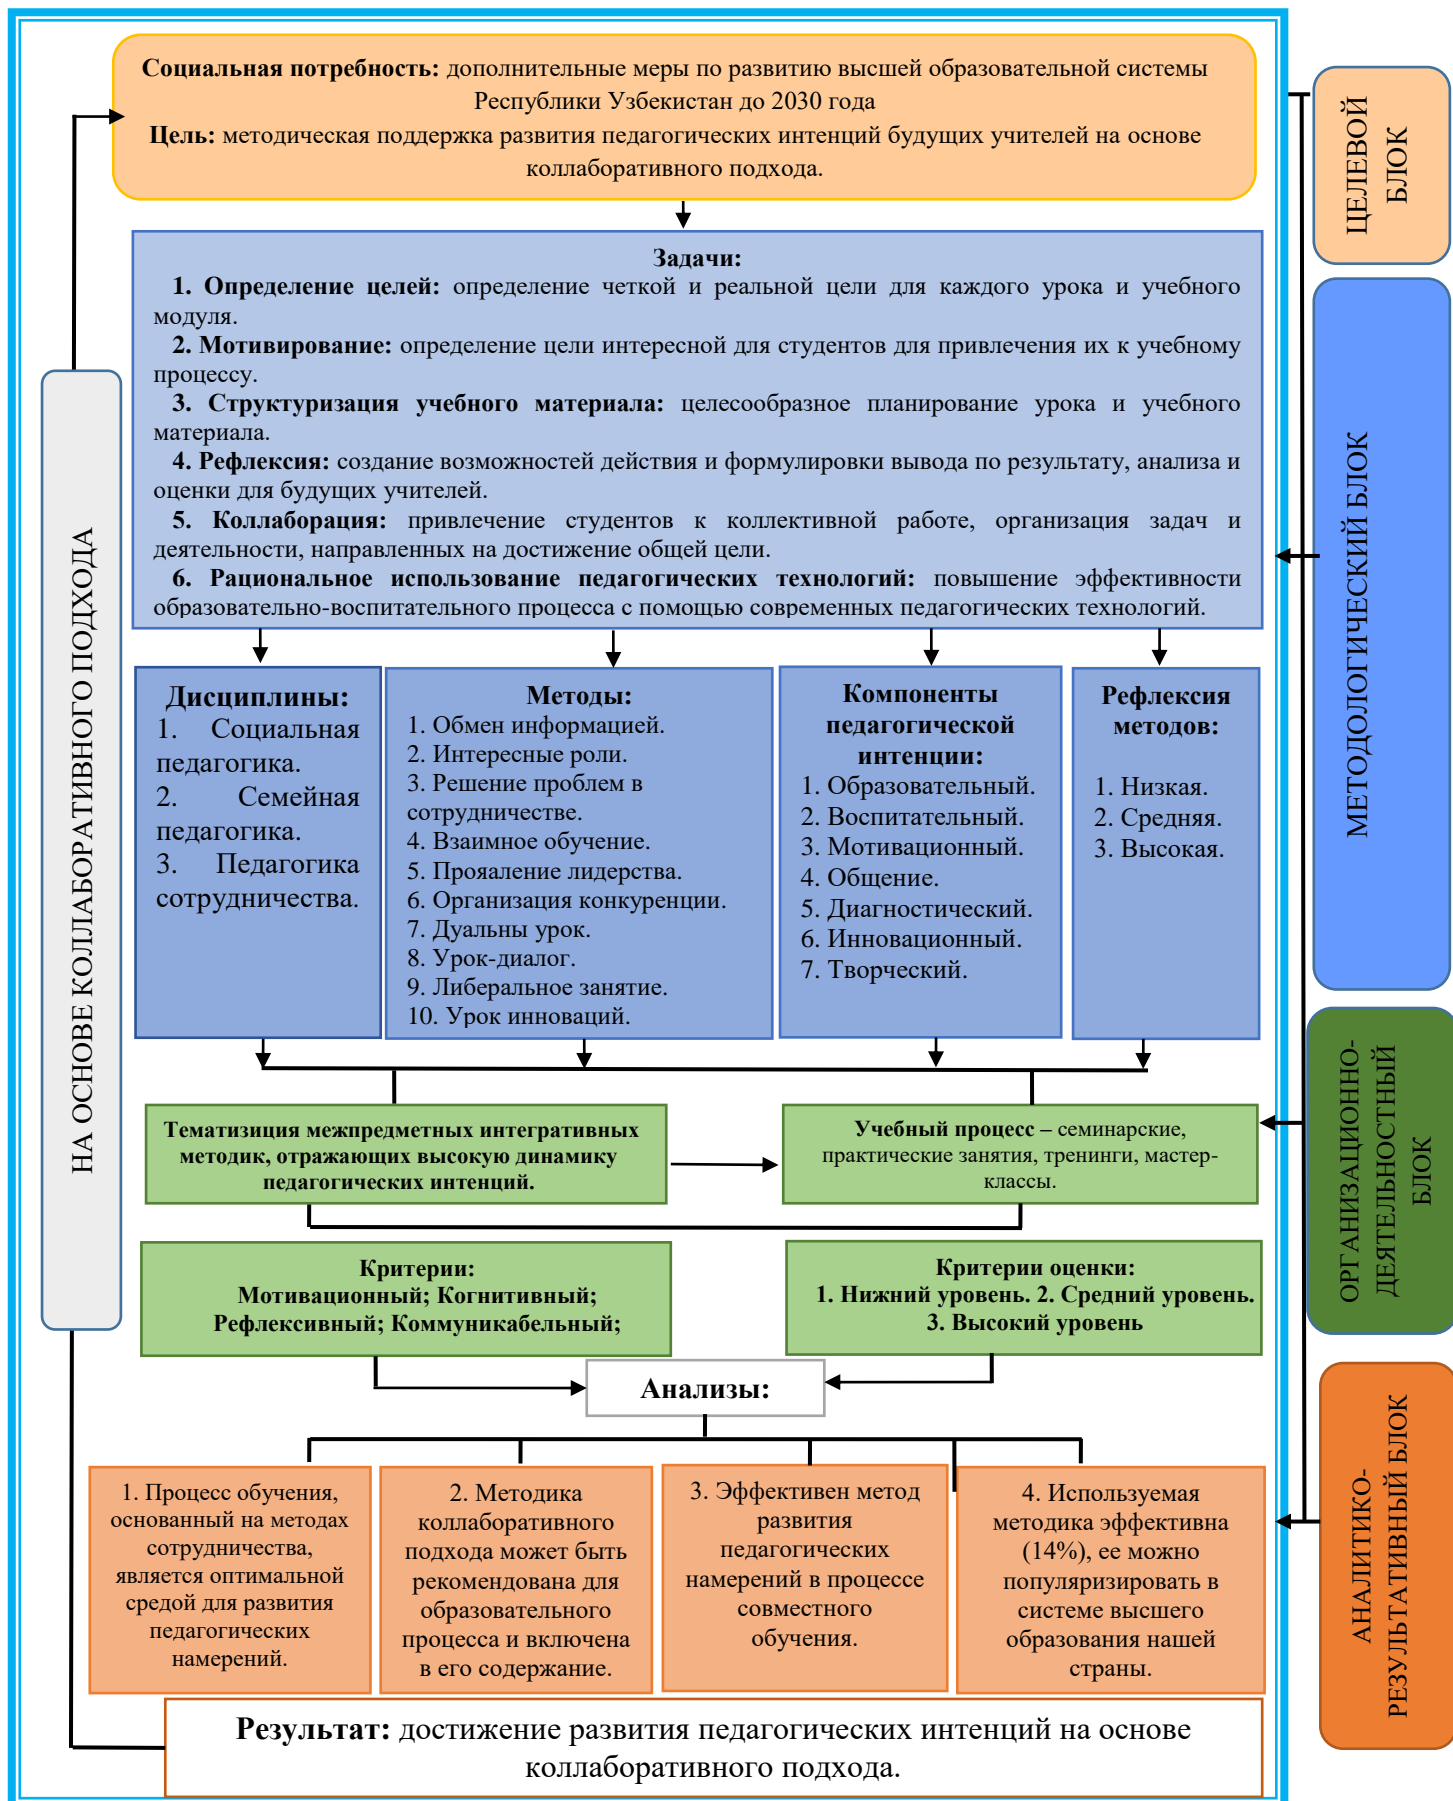 Социальная потребность: дополнительные меры по развитию высшей образовательной системы
Республики Узбекистан до 2030 года
Цель: методическая поддержка развития педагогических интенций будущих учителей на основе
коллаборативного подхода.
ЦЕЛЕВОЙ
БЛОК
Задачи:
1. Определение целей: определение четкой и реальной цели для каждого урока и учебного
модуля.
2. Мотивирование: определение цели интересной для студентов для привлечения их к учебному
процессу.
3. Структуризация учебного материала: целесообразное планирование урока и учебного
материала.
4. Рефлексия: создание возможностей действия и формулировки вывода по результату, анализа и
оценки для будущих учителей.
5. Коллаборация: привлечение студентов к коллективной работе, организация задач и
деятельности, направленных на достижение общей цели.
6. Рациональное использование педагогических технологий: повышение эффективности
образовательно-воспитательного процесса с помощью современных педагогических технологий.
МЕТОДОЛОГИЧЕСКИЙ БЛОК
НА ОСНОВЕ КОЛЛАБОРАТИВНОГО ПОДХОДА
Дисциплины:
1. Социальная
педагогика.
2. Семейная
педагогика.
3. Педагогика
сотрудничества.
Методы:
1. Обмен информацией.
2. Интересные роли.
3. Решение проблем в
сотрудничестве.
4. Взаимное обучение.
5. Прояаление лидерства.
6. Организация конкуренции.
7. Дуальны урок.
8. Урок-диалог.
9. Либеральное занятие.
10. Урок инноваций.
Компоненты
педагогической
интенции:
1. Образовательный.
2. Воспитательный.
3. Мотивационный.
4. Общение.
5. Диагностический.
6. Инновационный.
7. Творческий.
Рефлексия
методов:
1. Низкая.
2. Средняя.
3. Высокая.
ОРГАНИЗАЦИОННО-
ДЕЯТЕЛЬНОСТНЫЙ
БЛОК
Тематизиция межпредметных интегративных
методик, отражающих высокую динамику
педагогических интенций.
Учебный процесс – семинарские,
практические занятия, тренинги, мастер-
классы.
Критерии:
Мотивационный; Когнитивный;
Рефлексивный; Коммуникабельный;
Критерии оценки:
1. Нижний уровень. 2. Средний уровень.
3. Высокий уровень
Анализы:
АНАЛИТИКО-
РЕЗУЛЬТАТИВНЫЙ БЛОК
1. Процесс обучения,
основанный на методах
сотрудничества,
является оптимальной
средой для развития
педагогических
намерений.
2. Методика
коллаборативного
подхода может быть
рекомендована для
образовательного
процесса и включена
в его содержание.
3. Эффективен метод
развития
педагогических
намерений в процессе
совместного
обучения.
4. Используемая
методика эффективна
(14%), ее можно
популяризировать в
системе высшего
образования нашей
страны.
Результат: достижение развития педагогических интенций на основе
коллаборативного подхода.